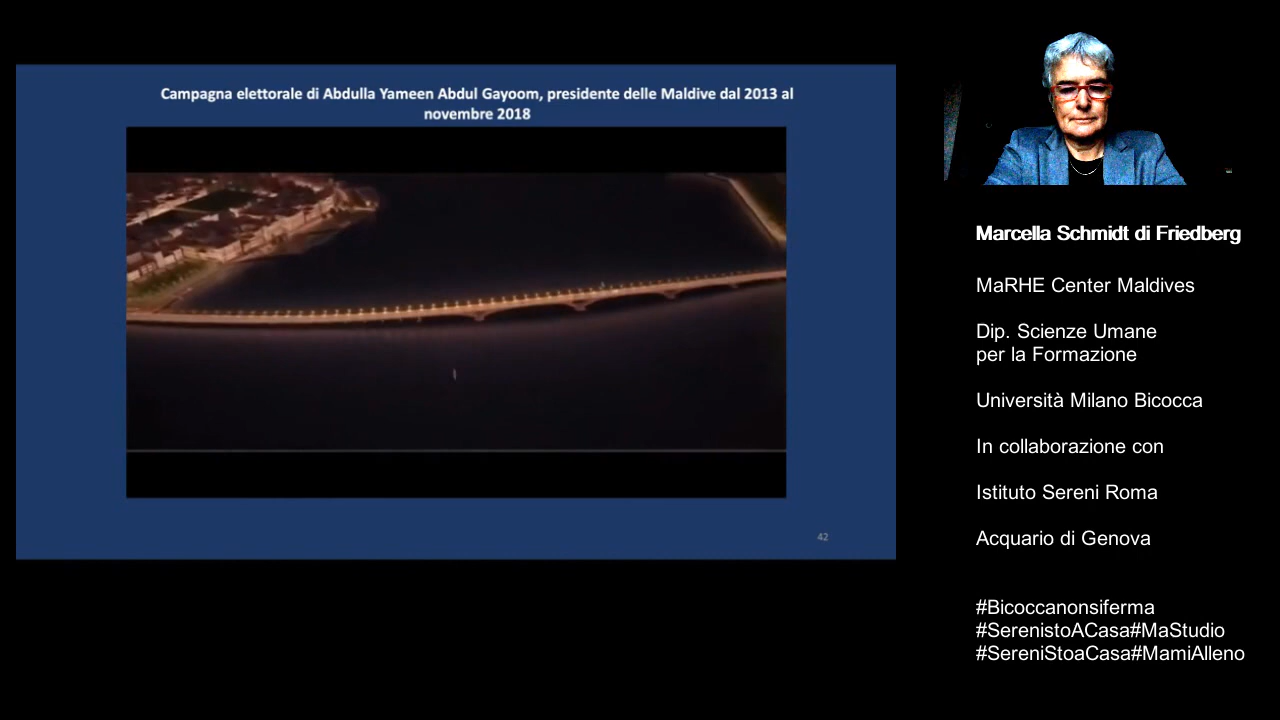 Campagna elettorale di Abdulla Yameen Abdul Gayoom, presidente delle Maldive dal 2013 al
novembre 2018
42
Marcella Schmidt di Friedberg
MaRHE Center Maldives
Dip. Scienze Umane
per la Formazione
Università Milano Bicocca
In collaborazione con
Istituto Sereni Roma
Acquario di Genova
#Bicoccanonsiferma
#SerenistoACasa#MaStudio
#SereniStoaCasa#MamiAlleno